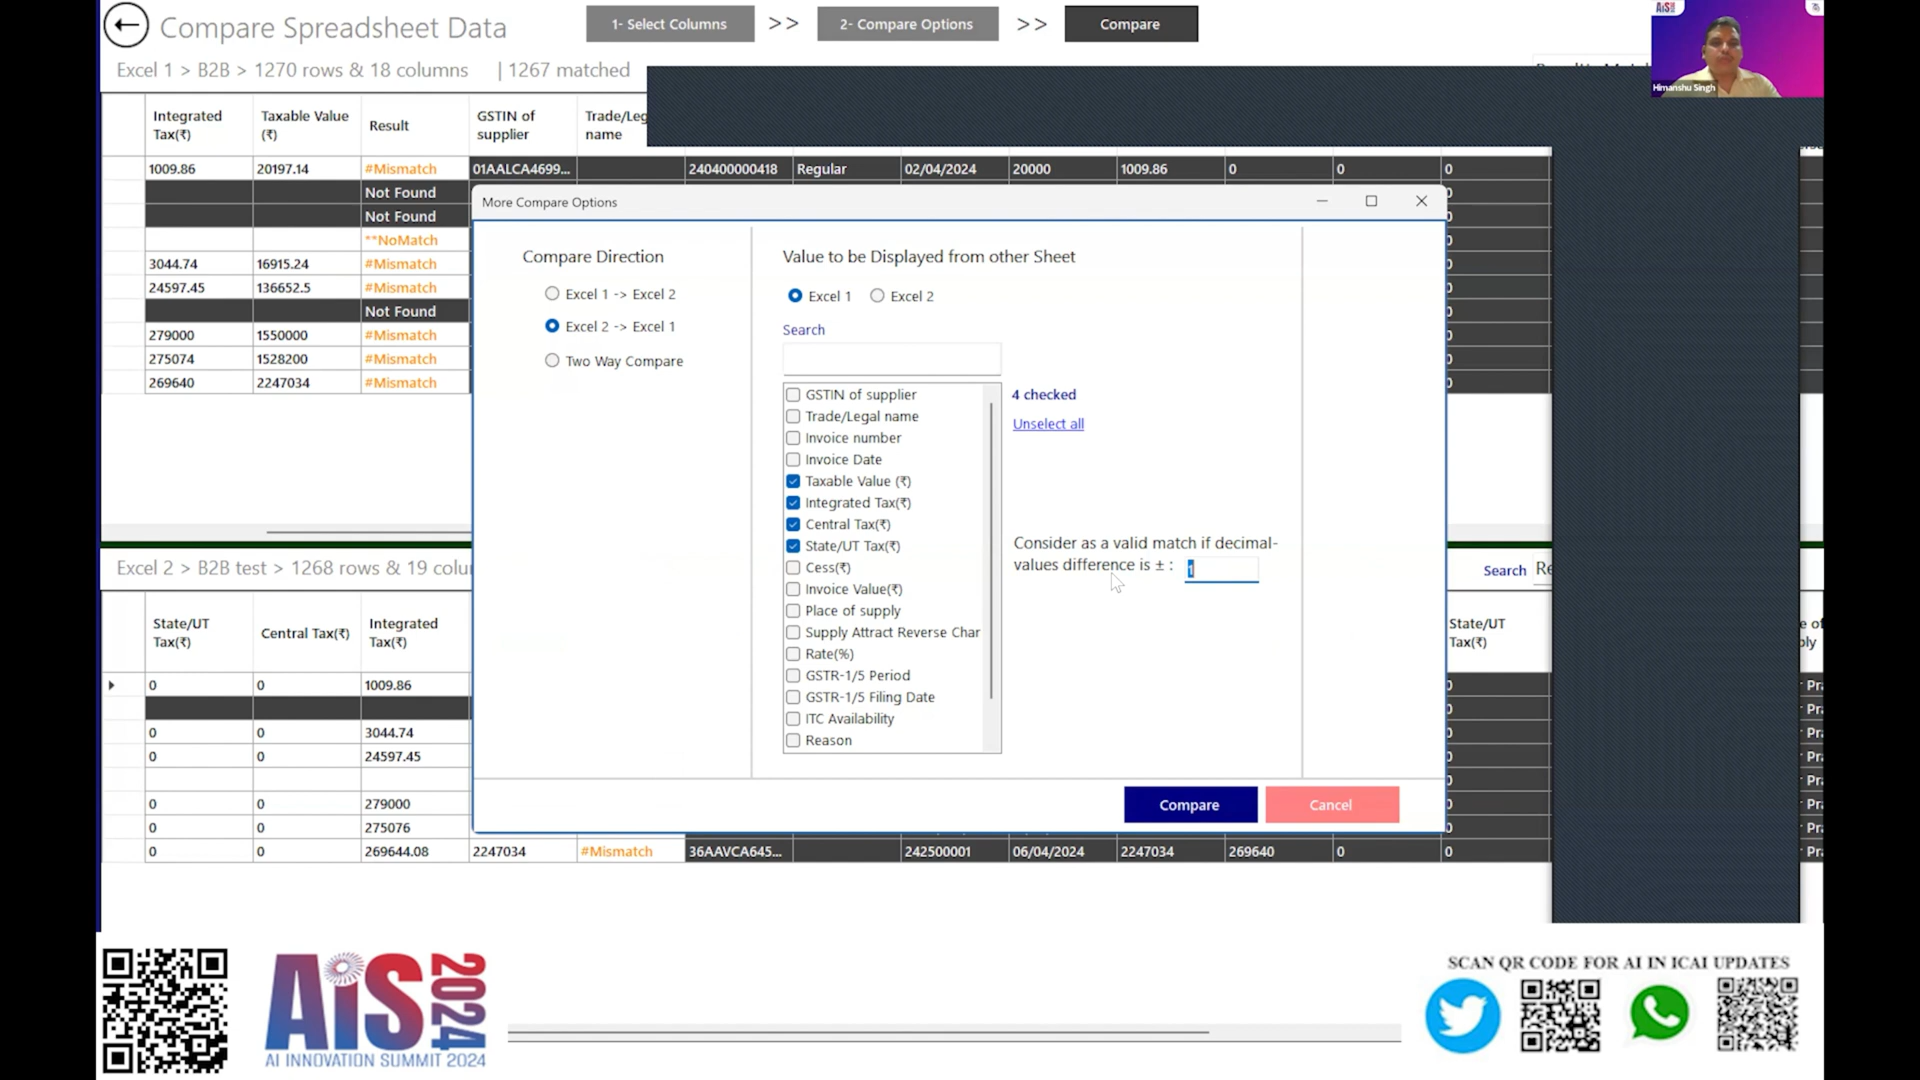 Compare Spreadsheet Data
1- Select Columns >> 2- Compare Options >> Compare
Excel 1 > B2B > 1270 rows & 18 columns | 1267 matched
Himanshu Singh
Integrated Tax(₹) Taxable Value (₹) Result GSTIN of supplier Trade/Leg name
1009.86 20197.14 #Mismatch 01AALCA4699... 240400000418 Regular 02/04/2024 20000 1009.86 0 0 0
Not Found
Not Found
**NoMatch
3044.74 16915.24 #Mismatch
24597.45 136652.5 #Mismatch
Not Found
279000 1550000 #Mismatch
275074 1528200 #Mismatch
269640 2247034 #Mismatch
More Compare Options
Compare Direction
Excel 1 -> Excel 2
Excel 2 -> Excel 1
Two Way Compare
Value to be Displayed from other Sheet
Excel 1 Excel 2
Search
GSTIN of supplier
Trade/Legal name
Invoice number
Invoice Date
Taxable Value (₹)
Integrated Tax(₹)
Central Tax(₹)
State/UT Tax(₹)
Cess(₹)
Invoice Value(₹)
Place of supply
Supply Attract Reverse Char
Rate(%)
GSTR-1/5 Period
GSTR-1/5 Filing Date
ITC Availability
Reason
4 checked
Unselect all
Consider as a valid match if decimal-
values difference is ± : 1
Compare Cancel
Excel 2 > B2B test > 1268 rows & 19 colu
Search Re
State/UT Tax(₹) Central Tax(₹) Integrated Tax(₹) State/UT Tax(₹)
0 0 1009.86
0 0 3044.74
0 0 24597.45
0 0 279000
0 0 275076
0 0 269644.08 2247034 #Mismatch 36AAVCA645... 242500001 06/04/2024 2247034 269640 0 0
AIS 2024
AI INNOVATION SUMMIT 2024
SCAN QR CODE FOR AI IN ICAI UPDATES